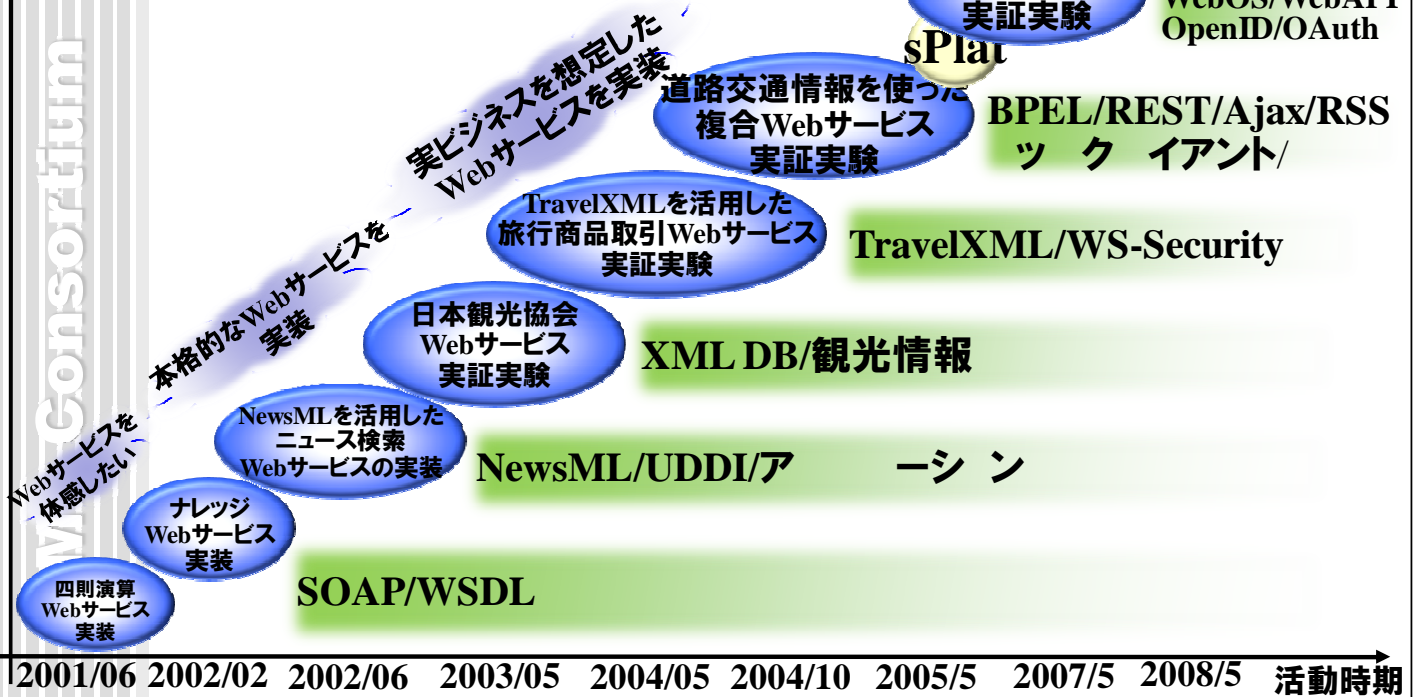 実証実験
OpenID/OAuth
sPlat
実ビジネスを想定した
Webサービスを実装
道路交通情報を使った
複合Webサービス
実証実験
BPEL/REST/Ajax/RSS
ッ ク イアント/
TravelXMLを活用した
旅行商品取引Webサービス
実証実験
TravelXML/WS-Security
本格的なWebサービスを
実装
日本観光協会
Webサービス
実証実験
XML DB/観光情報
Webサービスを
体感したい
NewsMLを活用した
ニュース検索
Webサービスの実装
NewsML/UDDI/ア ーシ ン
ナレッジ
Webサービス
実装
四則演算
Webサービス
実装
SOAP/WSDL
Consortium
2001/06 2002/02 2002/06 2003/05 2004/05 2004/10 2005/5 2007/5 2008/5 活動時期